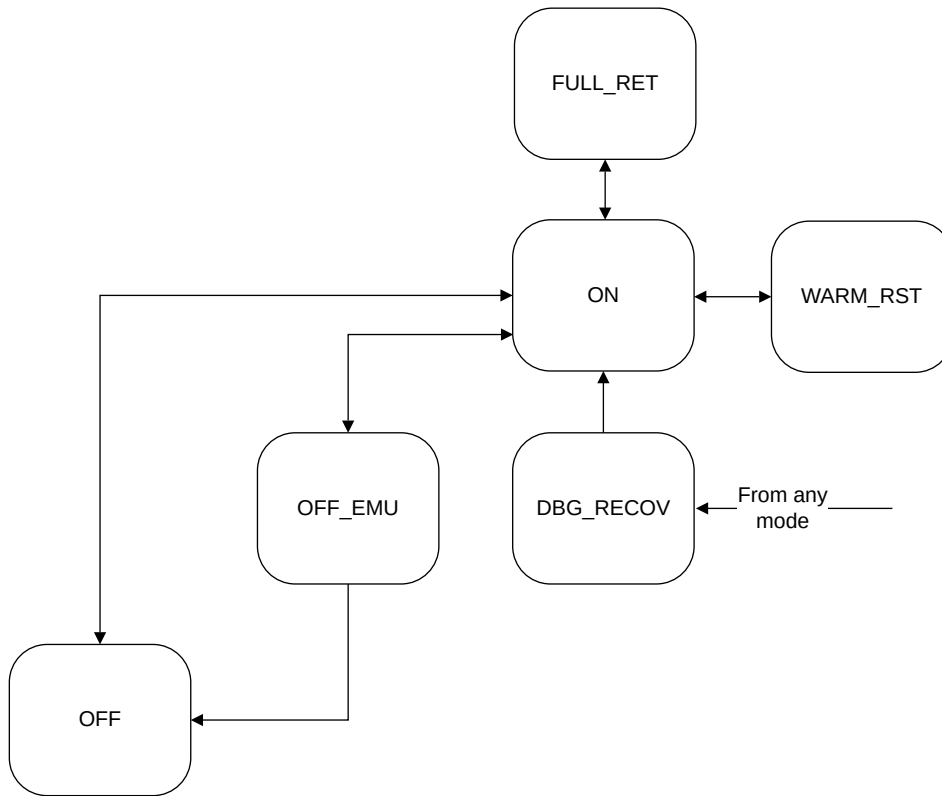 FULL_RET
ON
WARM_RST
OFF_EMU
DBG_RECOV
From any
mode
OFF